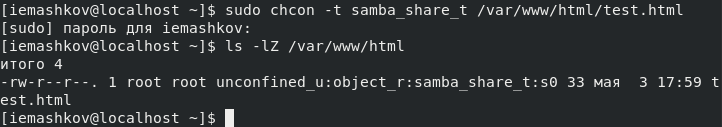 [iemashkov@localhost ~]$ sudo chcon -t samba_share_t /var/www/html/test.html
[sudo] пароль для iemashkov:
[iemashkov@localhost ~]$ ls -lZ /var/www/html
итого 4
-rw-r--r--. 1 root root unconfined_u:object_r:samba_share_t:s0 33 мая  3 17:59 t
est.html
[iemashkov@localhost ~]$